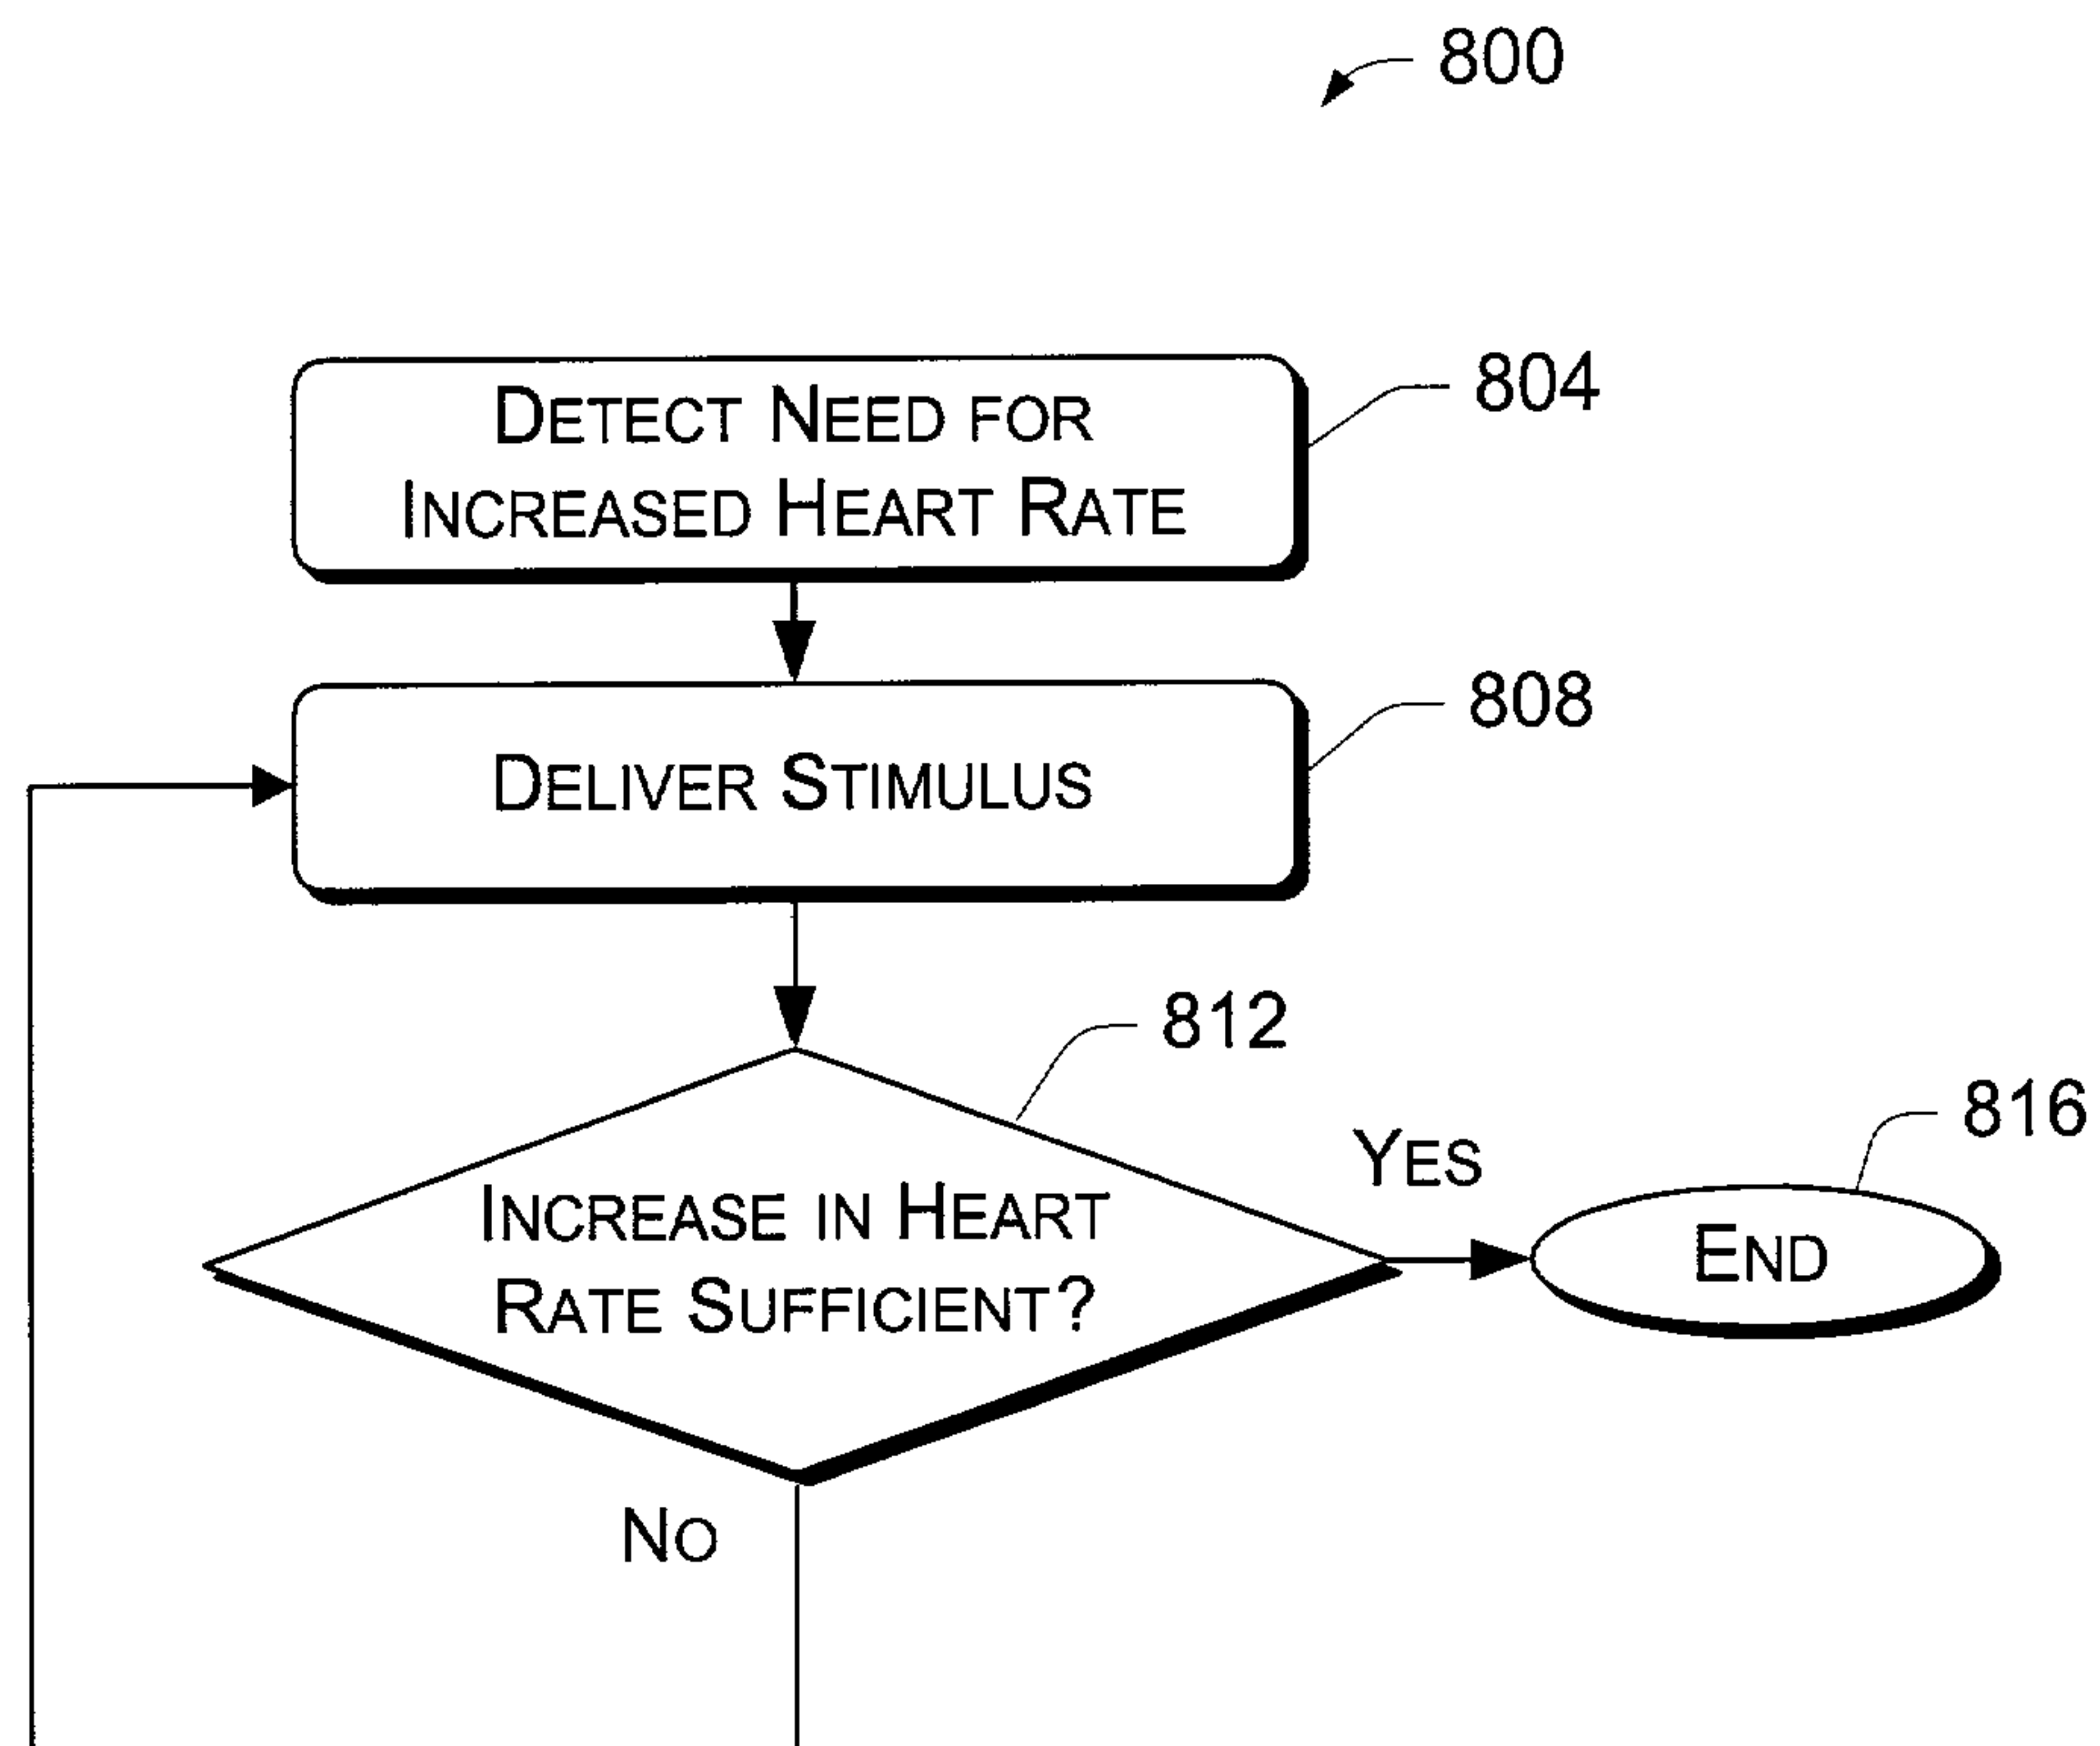 800
DETECT NEED FOR
INCREASED HEART RATE
804
DELIVER STIMULUS
808
812
INCREASE IN HEART
RATE SUFFICIENT?
YES
816
END
NO